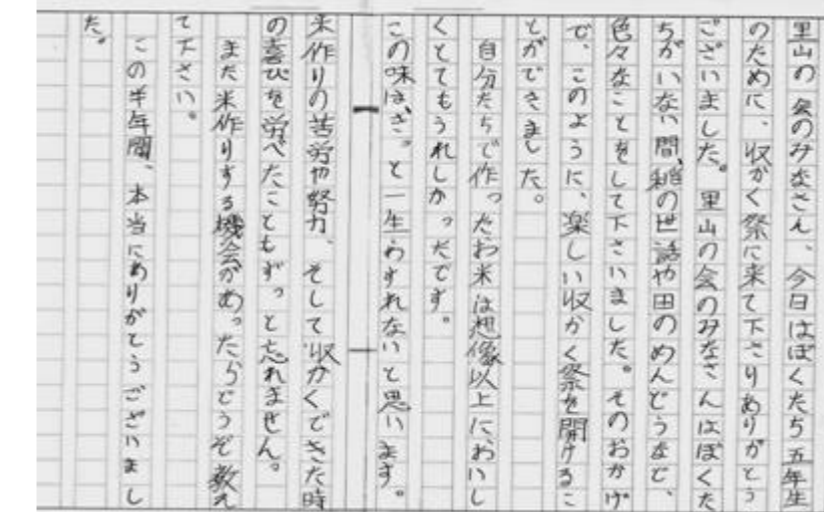 里山の会のみなさん、今日はぼくたち五年生
のために、収かく祭に来て下さりありがとう
ございました。里山の会のみなさんはぼくた
ちがいない間、稲の世話や田のめんどうなど、
色々なことをして下さいました。そのおかげ
で、このように、楽しい収かく祭を開けるこ
とができました。
自分たちで作ったお米は想像以上においし
くとてもうれしかったです。
この味は、きっと一生わすれないと思います。
米作りの苦労や努力、そして収かくできた時
の喜びを学べたこともずっと忘れません。
また米作りする機会があったらどうぞ教え
て下さい。
この半年間、本当にありがとうございまし
た。